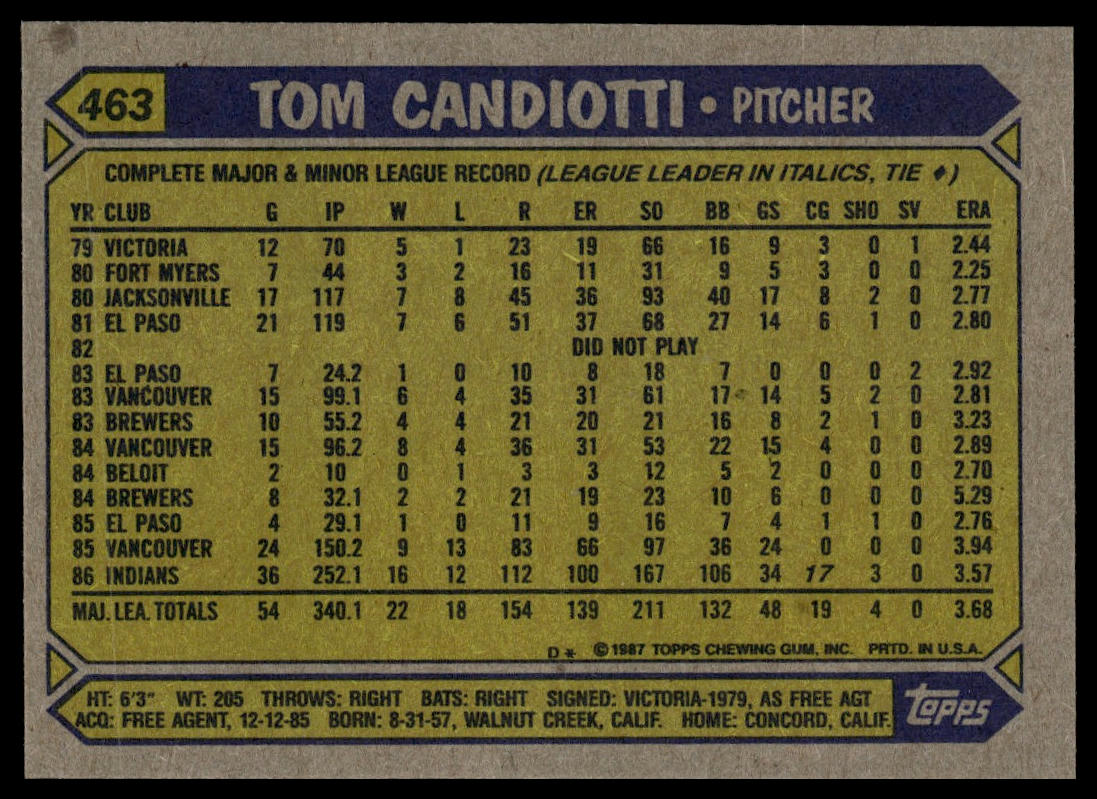 463 TOM CANDIOTTI • PITCHER
COMPLETE MAJOR & MINOR LEAGUE RECORD (LEAGUE LEADER IN ITALICS, TIE ♦)
YR CLUB G IP W L R ER SO BB GS CG SHO SV ERA
79 VICTORIA 12 70 5 1 23 19 66 16 9 3 0 1 2.44
80 FORT MYERS 7 44 3 2 16 11 31 9 5 3 0 0 2.25
80 JACKSONVILLE 17 117 7 8 45 36 93 40 17 8 2 0 2.77
81 EL PASO 21 119 7 6 51 37 68 27 14 6 1 0 2.80
82 DID NOT PLAY
83 EL PASO 7 24.2 1 0 10 8 18 7 0 0 0 2 2.92
83 VANCOUVER 15 99.1 6 4 35 31 61 17 14 5 2 0 2.81
83 BREWERS 10 55.2 4 4 21 20 21 16 8 2 1 0 3.23
84 VANCOUVER 15 96.2 8 4 36 31 53 22 15 4 0 0 2.89
84 BELOIT 2 10 0 1 3 3 12 5 2 0 0 0 2.70
84 BREWERS 8 32.1 2 2 21 19 23 10 6 0 0 0 5.29
85 EL PASO 4 29.1 1 0 11 9 16 7 4 1 1 0 2.76
85 VANCOUVER 24 150.2 9 13 83 66 97 36 24 0 0 0 3.94
86 INDIANS 36 252.1 16 12 112 100 167 106 34 17 3 0 3.57
MAJ. LEA. TOTALS 54 340.1 22 18 154 139 211 132 48 19 4 0 3.68
D* ©1987 TOPPS CHEWING GUM, INC. PRTD. IN U.S.A.
HT: 6'3" WT: 205 THROWS: RIGHT BATS: RIGHT SIGNED: VICTORIA-1979, AS FREE AGT
ACQ: FREE AGENT, 12-12-85 BORN: 8-31-57, WALNUT CREEK, CALIF. HOME: CONCORD, CALIF.
topps